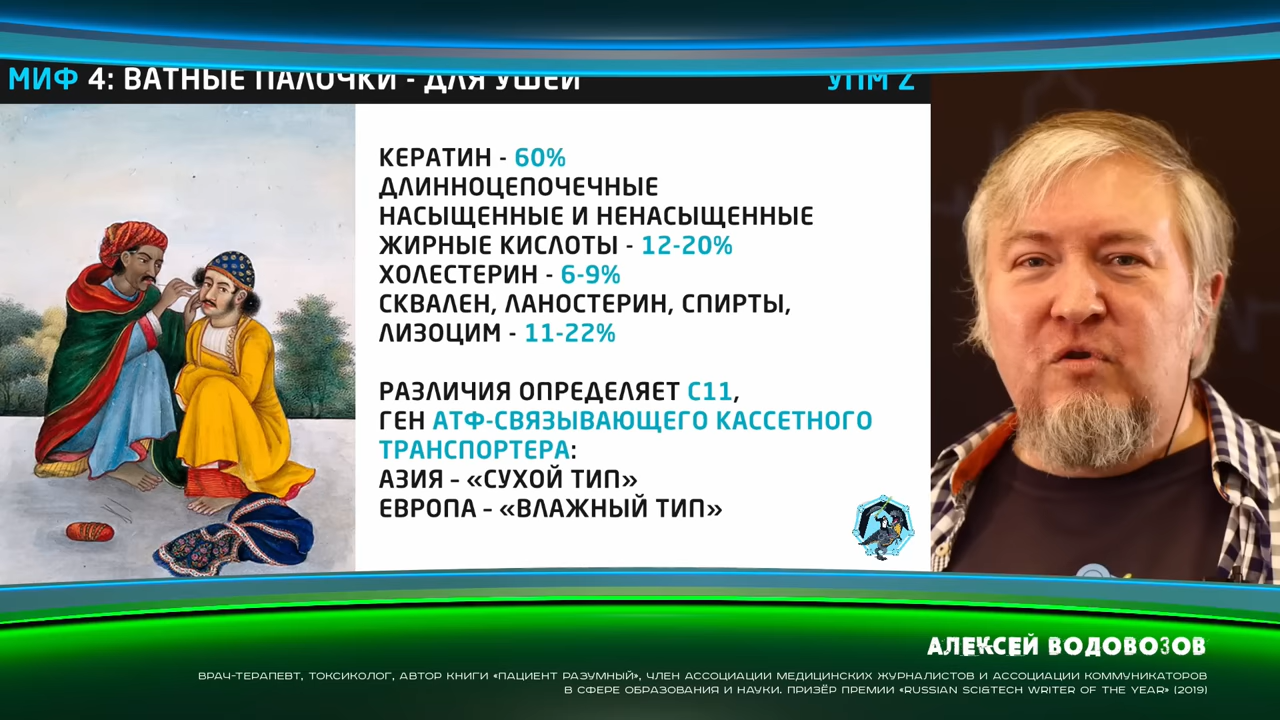 МИФ 4: ВАТНЫЕ ПАЛОЧКИ - ДЛЯ УШЕЙ
УПМ 2
КЕРАТИН - 60%
ДЛИННОЦЕПОЧЕЧНЫЕ
НАСЫЩЕННЫЕ И НЕНАСЫЩЕННЫЕ
ЖИРНЫЕ КИСЛОТЫ - 12-20%
ХОЛЕСТЕРИН - 6-9%
СКВАЛЕН, ЛАНОСТЕРИН, СПИРТЫ,
ЛИЗОЦИМ - 11-22%
РАЗЛИЧИЯ ОПРЕДЕЛЯЕТ С11,
ГЕН АТФ-СВЯЗЫВАЮЩЕГО КАССЕТНОГО
ТРАНСПОРТЕРА:
АЗИЯ - «СУХОЙ ТИП»
ЕВРОПА - «ВЛАЖНЫЙ ТИП»
АЛЕКСЕЙ ВОДОВОЗОВ
ВРАЧ-ТЕРАПЕВТ, ТОКСИКОЛОГ, АВТОР КНИГИ «ПАЦИЕНТ РАЗУМНЫЙ», ЧЛЕН АССОЦИАЦИИ МЕДИЦИНСКИХ ЖУРНАЛИСТОВ И АССОЦИАЦИИ КОММУНИКАТОРОВ
В СФЕРЕ ОБРАЗОВАНИЯ И НАУКИ. ПРИЗЁР ПРЕМИИ «RUSSIAN SCI&TECH WRITER OF THE YEAR» (2019)